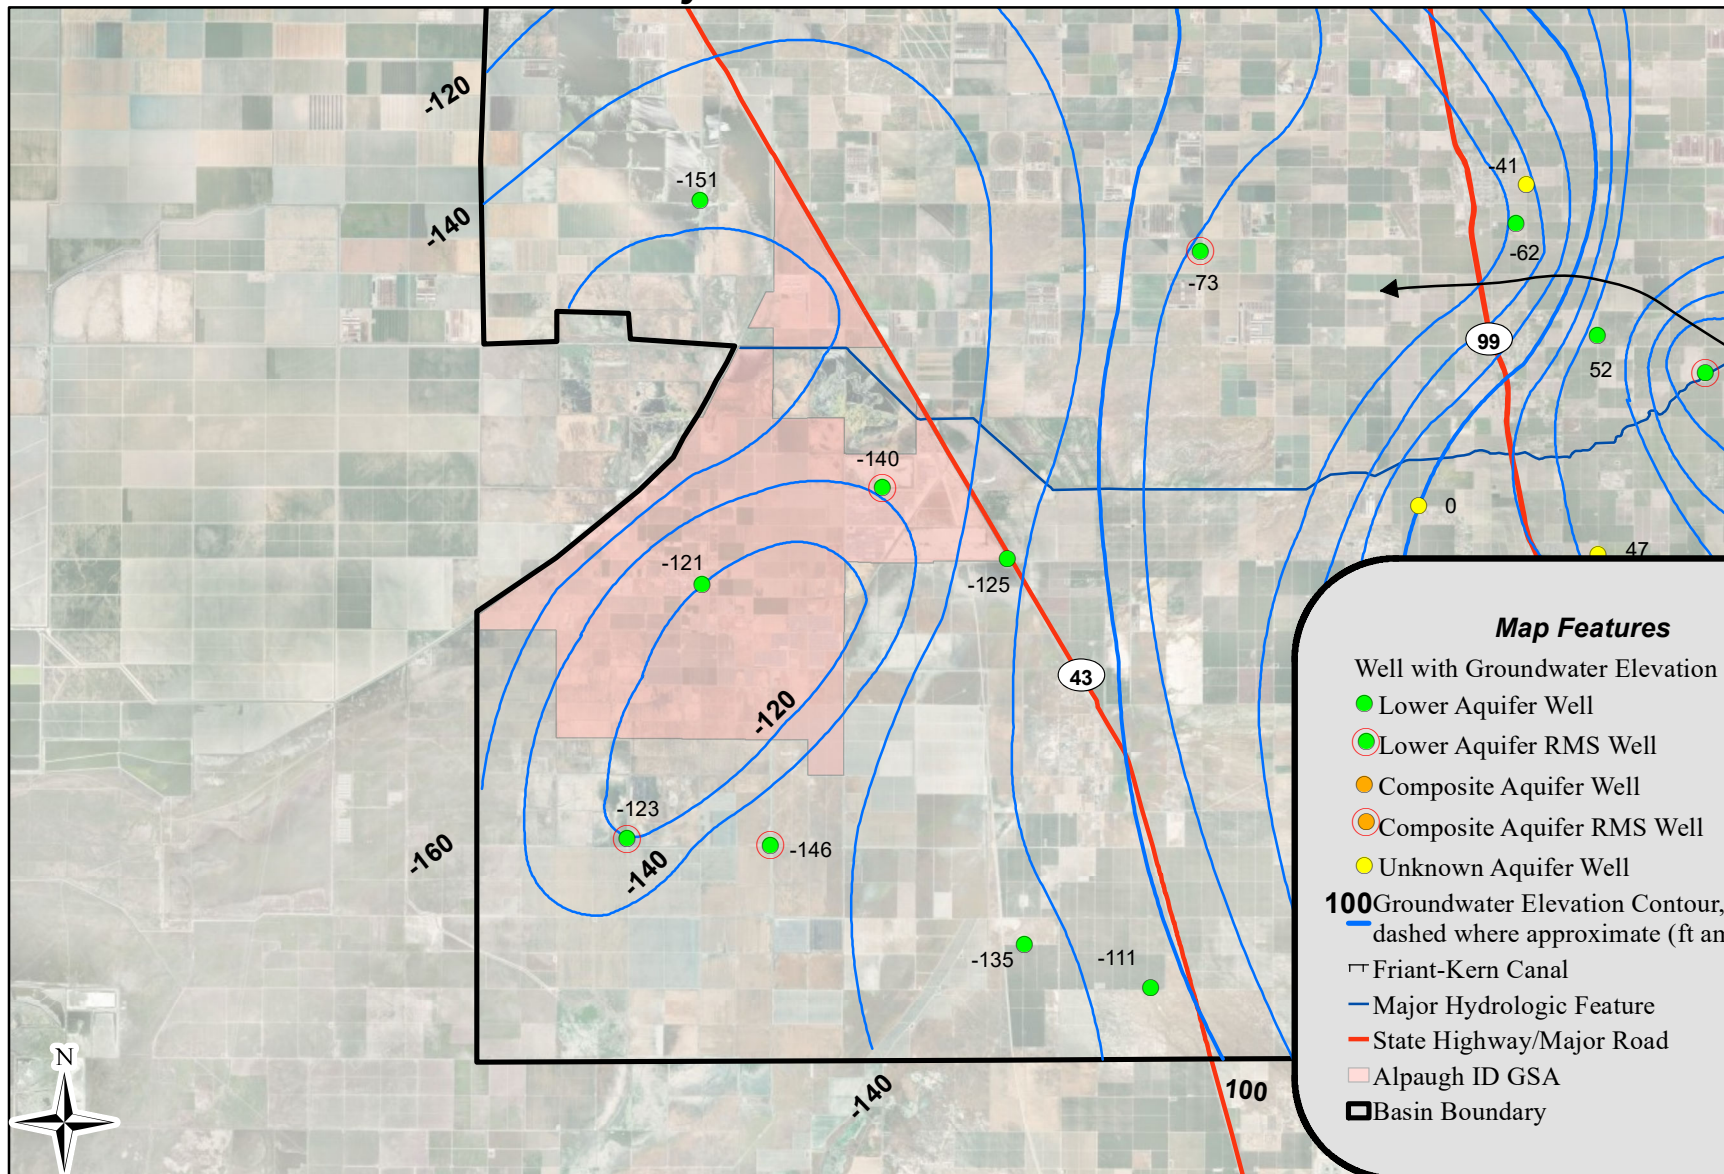 -120
-151
-41
-140
-62
-73
99
52
-140
0
47
-121
-125
43
-120
-123
-146
-160
-140
-135
-111
-140
100
N
Map Features
Well with Groundwater Elevation
Lower Aquifer Well
Lower Aquifer RMS Well
Composite Aquifer Well
Composite Aquifer RMS Well
Unknown Aquifer Well
100 Groundwater Elevation Contour,
dashed where approximate (ft am
Friant-Kern Canal
Major Hydrologic Feature
State Highway/Major Road
Alpaugh ID GSA
Basin Boundary